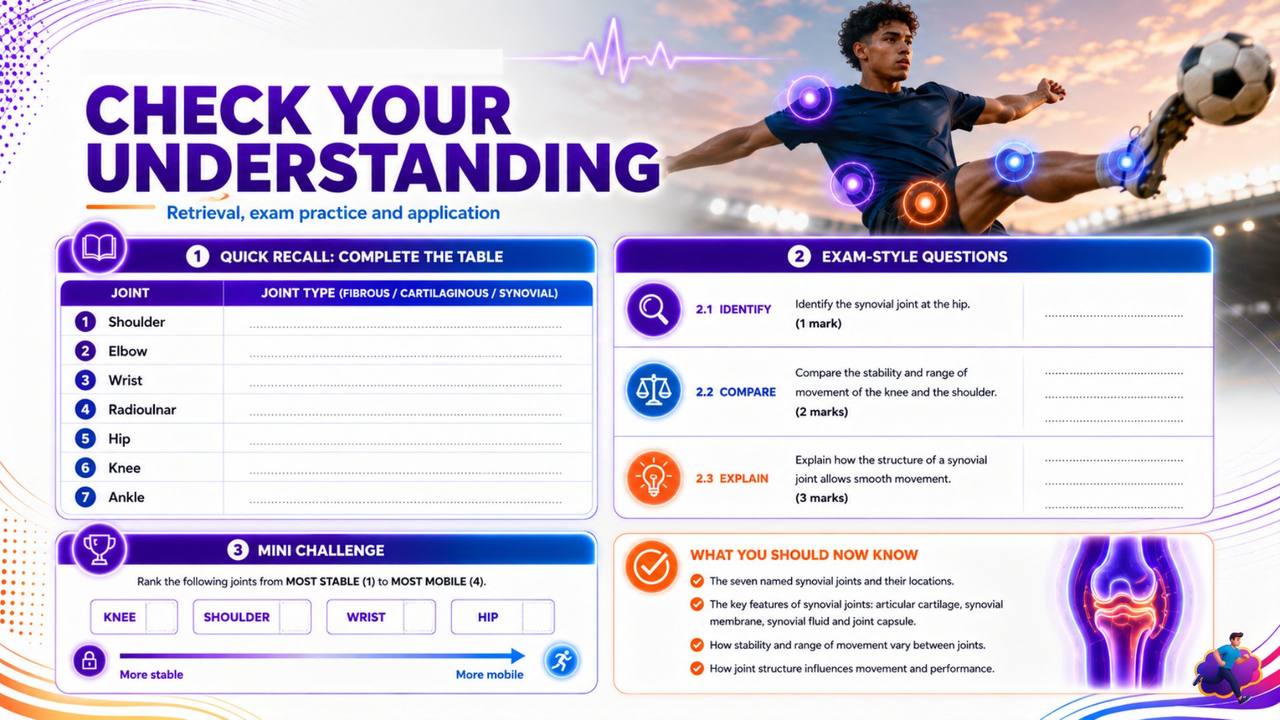 CHECK YOUR
UNDERSTANDING
Retrieval, exam practice and application
1 QUICK RECALL: COMPLETE THE TABLE
JOINT JOINT TYPE (FIBROUS / CARTILAGINOUS / SYNOVIAL)
1 Shoulder
2 Elbow
3 Wrist
4 Radioulnar
5 Hip
6 Knee
7 Ankle
2 EXAM-STYLE QUESTIONS
2.1 IDENTIFY
Identify the synovial joint at the hip.
(1 mark)
2.2 COMPARE
Compare the stability and range of
movement of the knee and the shoulder.
(2 marks)
2.3 EXPLAIN
Explain how the structure of a synovial
joint allows smooth movement.
(3 marks)
3 MINI CHALLENGE
Rank the following joints from MOST STABLE (1) to MOST MOBILE (4).
KNEE SHOULDER WRIST HIP
More stable More mobile
WHAT YOU SHOULD NOW KNOW
The seven named synovial joints and their locations.
The key features of synovial joints: articular cartilage, synovial
membrane, synovial fluid and joint capsule.
How stability and range of movement vary between joints.
How joint structure influences movement and performance.